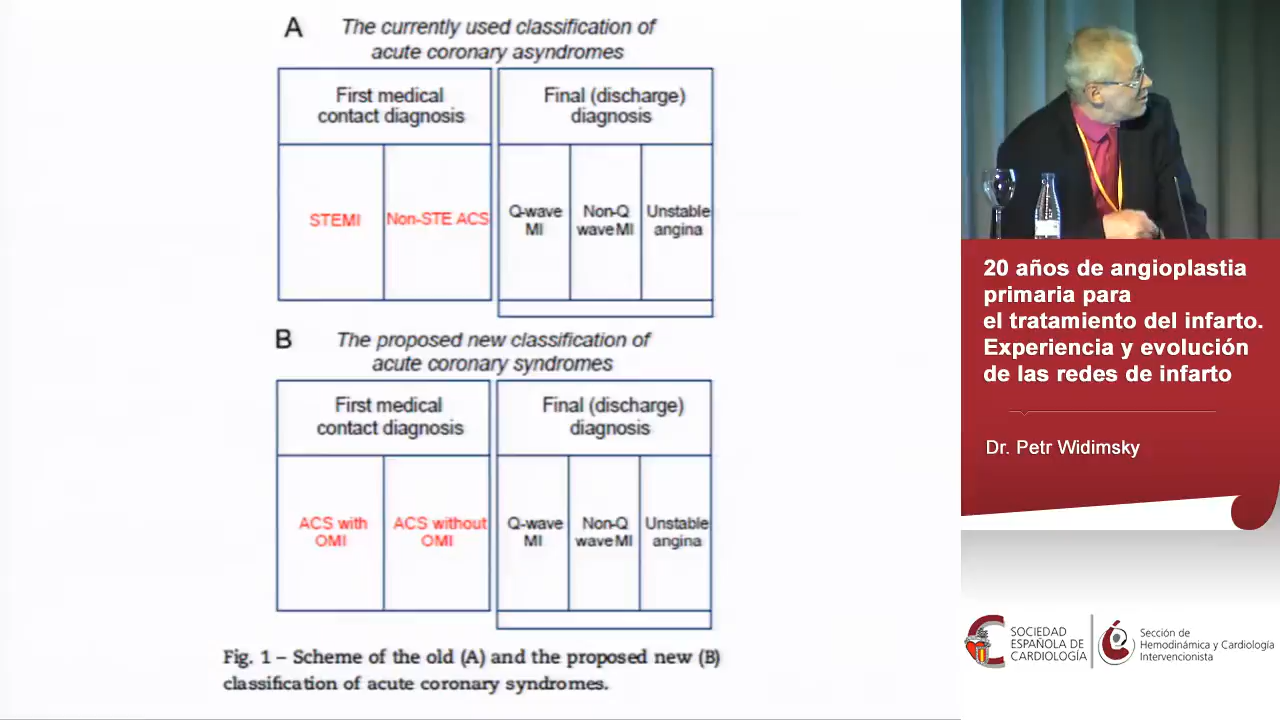 A
The currently used classification of
acute coronary asyndromes
First medical
contact diagnosis
Final (discharge)
diagnosis
STEMI
Non-STE ACS
Q-wave
MI
Non-Q
wave MI
Unstable
angina
B
The proposed new classification of
acute coronary syndromes
First medical
contact diagnosis
Final (discharge)
diagnosis
ACS with
OMI
ACS without
OMI
Q-wave
MI
Non-Q
wave MI
Unstable
angina
Fig. 1 – Scheme of the old (A) and the proposed new (B)
classification of acute coronary syndromes.
20 años de angioplastia
primaria para
el tratamiento del infarto.
Experiencia y evolución
de las redes de infarto
Dr. Petr Widimsky
SOCIEDAD
ESPAÑOLA DE
CARDIOLOGÍA
Sección de
Hemodinámica y Cardiología
Intervencionista